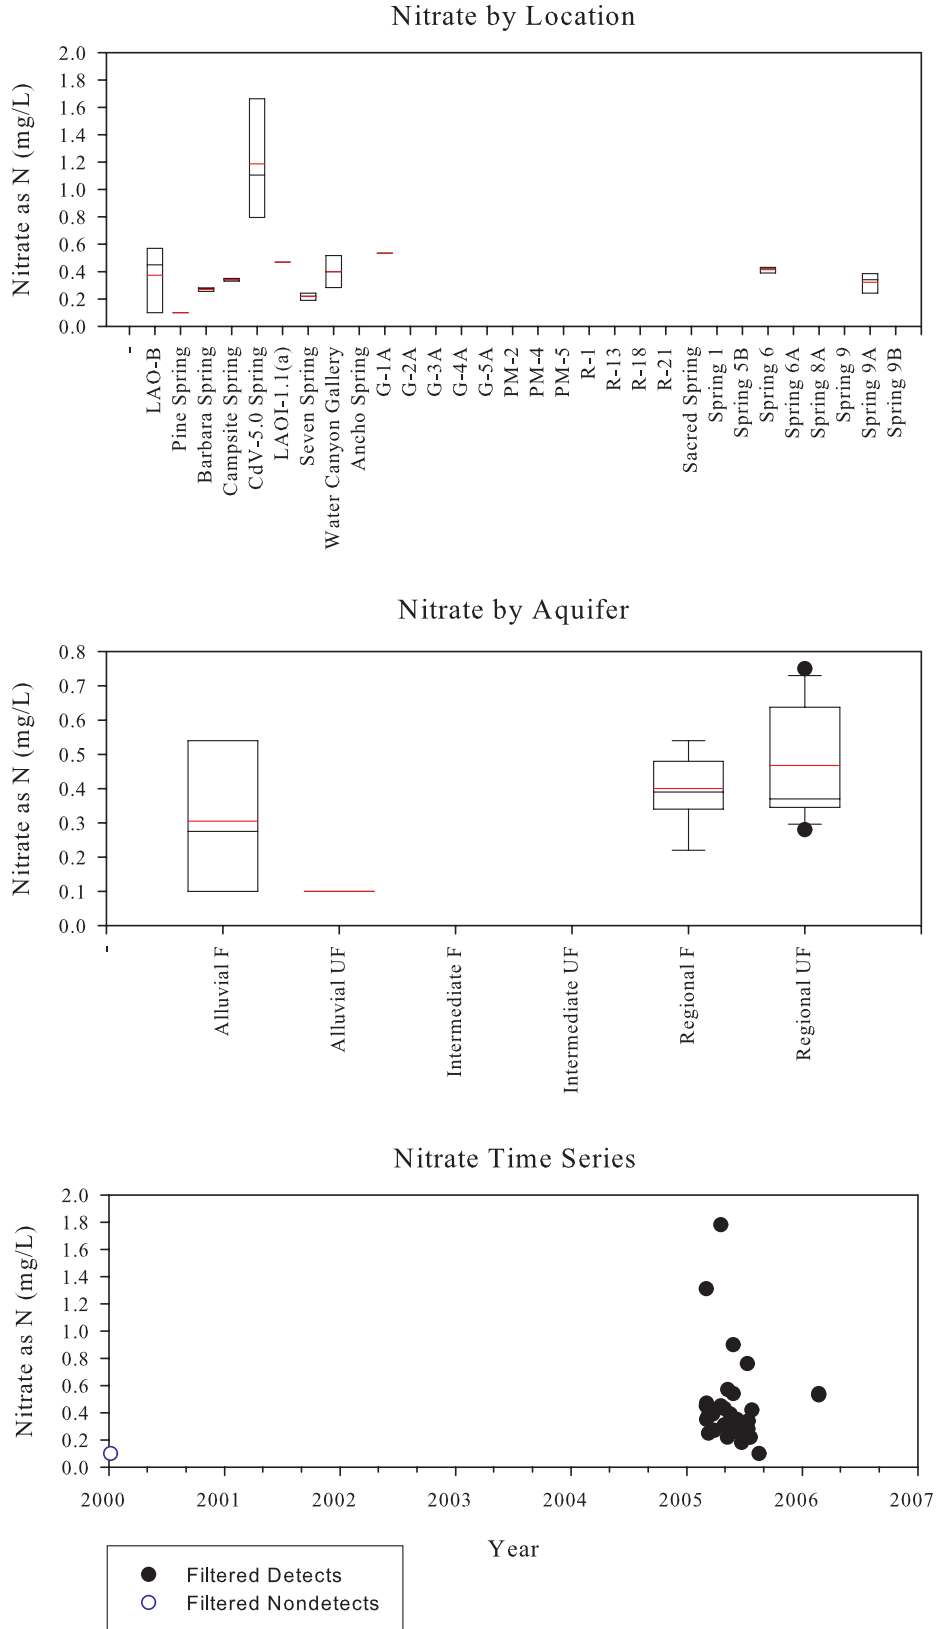 Nitrate by Location
Nitrate as N (mg/L)
2.0
1.8
1.6
1.4
1.2
1.0
0.8
0.6
0.4
0.2
0.0
-
LAO-B
Pine Spring
Barbara Spring
Campsite Spring
CdV-5.0 Spring
LAOI-1.1(a)
Seven Spring
Water Canyon Gallery
Ancho Spring
G-1A
G-2A
G-3A
G-4A
G-5A
PM-2
PM-4
PM-5
R-1
R-13
R-18
R-21
Sacred Spring
Spring 1
Spring 5B
Spring 6
Spring 6A
Spring 8A
Spring 9
Spring 9A
Spring 9B
Nitrate by Aquifer
Nitrate as N (mg/L)
0.8
0.7
0.6
0.5
0.4
0.3
0.2
0.1
0.0
-
Alluvial F
Alluvial UF
Intermediate F
Intermediate UF
Regional F
Regional UF
Nitrate Time Series
Nitrate as N (mg/L)
2.0
1.8
1.6
1.4
1.2
1.0
0.8
0.6
0.4
0.2
0.0
2000 2001 2002 2003 2004 2005 2006 2007
Year
Filtered Detects
Filtered Nondetects